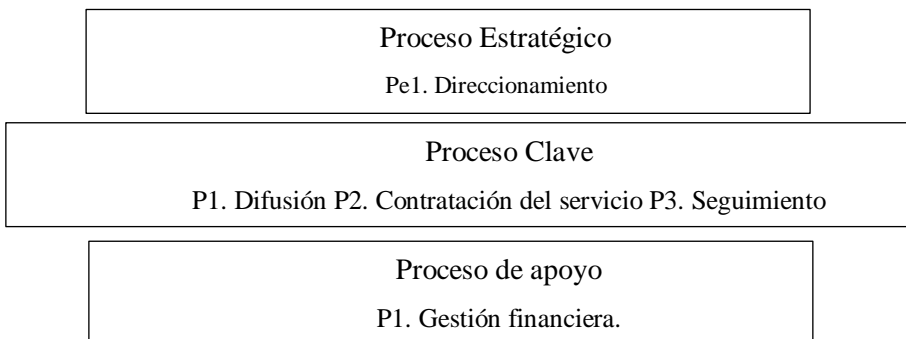 Proceso Estratégico
Pe1. Direccionamiento
Proceso Clave
P1. Difusión P2. Contratación del servicio P3. Seguimiento
Proceso de apoyo
P1. Gestión financiera.